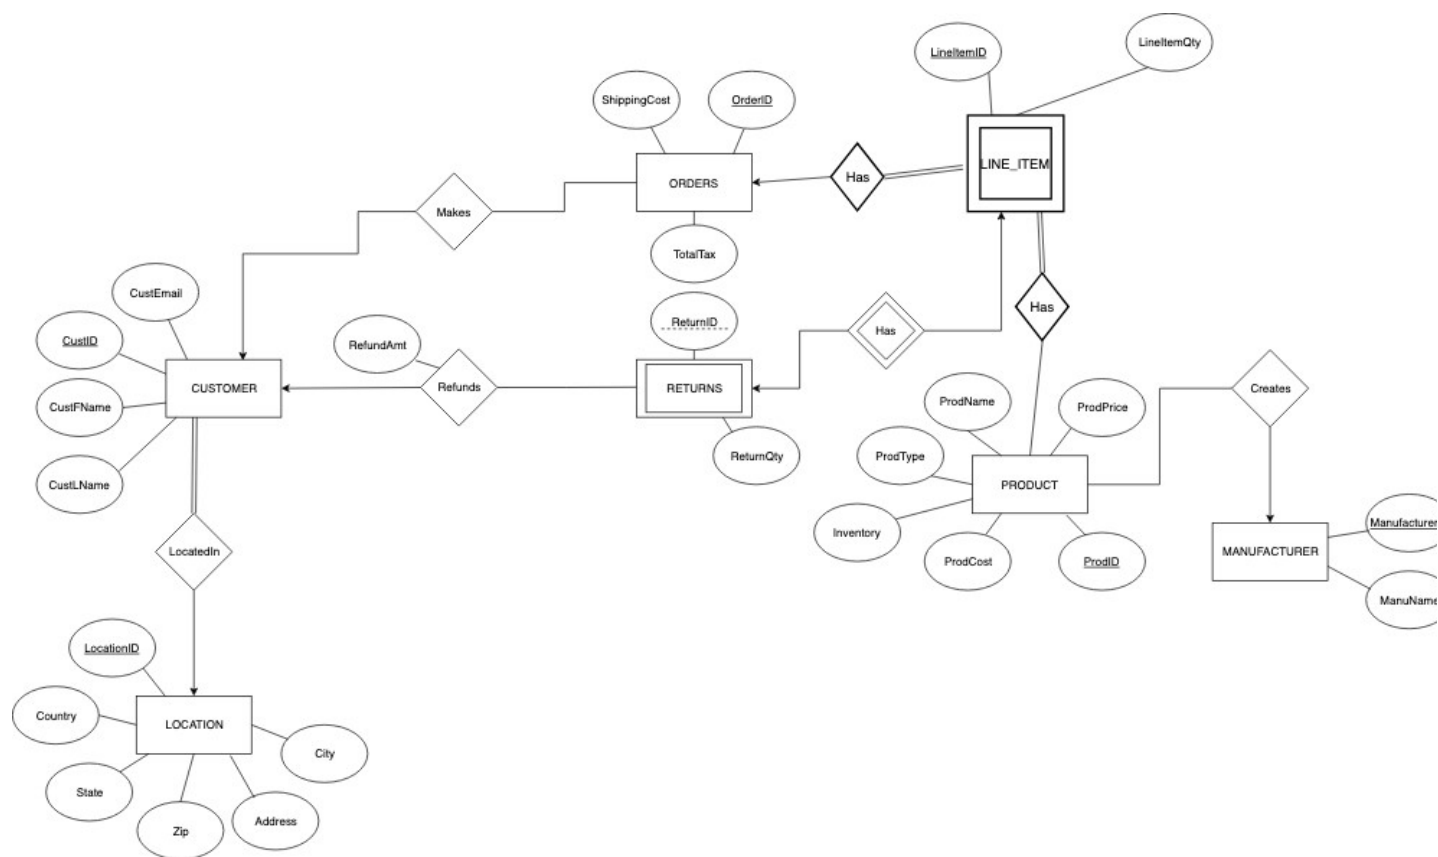 LineItemID
LineItemQty
ShippingCost
OrderID
ORDERS
Has
LINE_ITEM
Makes
TotalTax
CustEmail
ReturnID
Has
Has
CustID
RefundAmt
CUSTOMER
Refunds
RETURNS
Creates
CustFName
ProdName
ProdPrice
ProdType
ReturnQty
CustLName
PRODUCT
Inventory
Manufacturer
LocatedIn
ProdCost
ProdID
MANUFACTURER
ManuName
LocationID
Country
LOCATION
City
State
Zip
Address